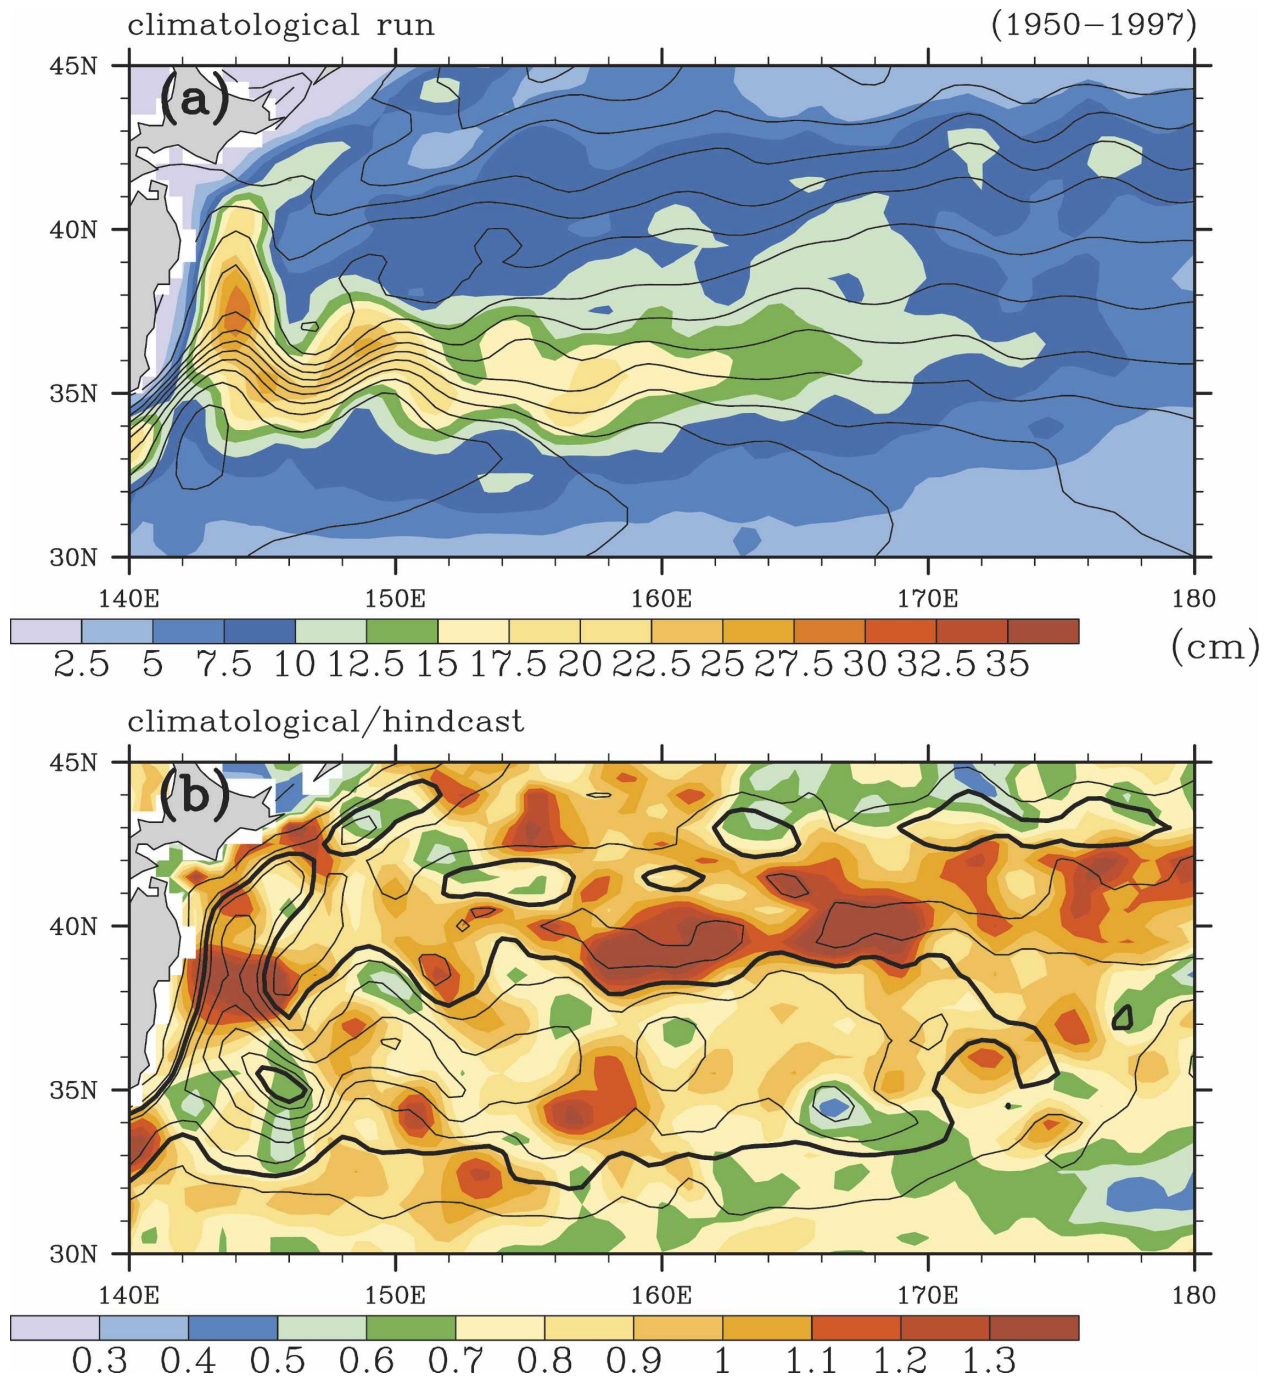 climatological run (1950-1997)
(a)
45N
40N
35N
30N
140E 150E 160E 170E 180
2.5 5 7.5 10 12.5 15 17.5 20 22.5 25 27.5 30 32.5 35 (cm)
climatological/hindcast
(b)
45N
40N
35N
30N
140E 150E 160E 170E 180
0.3 0.4 0.5 0.6 0.7 0.8 0.9 1 1.1 1.2 1.3